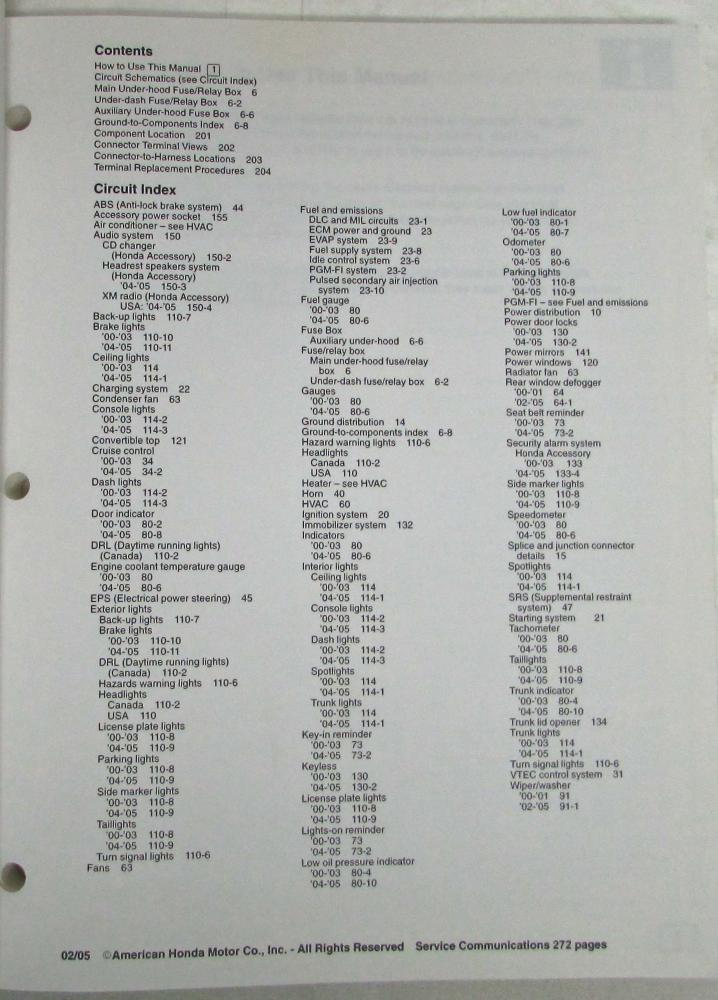 Contents
How to Use This Manual 1
Circuit Schematics (see Circuit Index)
Main Under-hood Fuse/Relay Box 6
Under-dash Fuse/Relay Box 6-2
Auxiliary Under-hood Fuse Box 6-6
Ground-to-Components Index 6-8
Component Location 201
Connector Terminal Views 202
Connector-to-Harness Locations 203
Terminal Replacement Procedures 204
Circuit Index
ABS (Anti-lock brake system) 44
Accessory power socket 155
Air conditioner – see HVAC
Audio system 150
CD changer
(Honda Accessory) 150-2
Headrest speakers system
(Honda Accessory)
'04-'05 150-3
XM radio (Honda Accessory)
USA: '04-'05 150-4
Back-up lights 110-7
Brake lights
'00-'03 110-10
'04-'05 110-11
Ceiling lights
'00-'03 114
'04-'05 114-1
Charging system 22
Condenser fan 63
Console lights
'00-'03 114-2
'04-'05 114-3
Convertible top 121
Cruise control
'00-'03 34
'04-'05 34-2
Dash lights
'00-'03 114-2
'04-'05 114-3
Door indicator
'00-'03 80-2
'04-'05 80-8
DRL (Daytime running lights)
(Canada) 110-2
Engine coolant temperature gauge
'00-'03 80
'04-'05 80-6
EPS (Electrical power steering) 45
Exterior lights
Back-up lights 110-7
Brake lights
'00-'03 110-10
'04-'05 110-11
DRL (Daytime running lights)
(Canada) 110-2
Hazards warning lights 110-6
Headlights
Canada 110-2
USA 110
License plate lights
'00-'03 110-8
'04-'05 110-9
Parking lights
'00-'03 110-8
'04-'05 110-9
Side marker lights
'00-'03 110-8
'04-'05 110-9
Taillights
'00-'03 110-8
'04-'05 110-9
Turn signal lights 110-6
Fans 63
Fuel and emissions
DLC and MIL circuits 23-1
ECM power and ground 23
EVAP system 23-9
Fuel supply system 23-8
Idle control system 23-6
PGM-FI system 23-2
Pulsed secondary air injection
system 23-10
Fuel gauge
'00-'03 80
'04-'05 80-6
Fuse Box
Auxiliary under-hood 6-6
Fuse/relay box
Main under-hood fuse/relay
box 6
Under-dash fuse/relay box 6-2
Gauges
'00-'03 80
'04-'05 80-6
Ground distribution 14
Ground-to-components index 6-8
Hazard warning lights 110-6
Headlights
Canada 110-2
USA 110
Heater – see HVAC
Horn 40
HVAC 60
Ignition system 20
Immobilizer system 132
Indicators
'00-'03 80
'04-'05 80-6
Interior lights
Ceiling lights
'00-'03 114
'04-'05 114-1
Console lights
'00-'03 114-2
'04-'05 114-3
Dash lights
'00-'03 114-2
'04-'05 114-3
Spotlights
'00-'03 114
'04-'05 114-1
Trunk lights
'00-'03 114
'04-'05 114-1
Key-in reminder
'00-'03 73
'04-'05 73-2
Keyless
'00-'03 130
'04-'05 130-2
License plate lights
'00-'03 110-8
'04-'05 110-9
Lights-on reminder
'00-'03 73
'04-'05 73-2
Low oil pressure indicator
'00-'03 80-4
'04-'05 80-10
Low fuel indicator
'00-'03 80-1
'04-'05 80-7
Odometer
'00-'03 80
'04-'05 80-6
Parking lights
'00-'03 110-8
'04-'05 110-9
PGM-FI – see Fuel and emissions
Power distribution 10
Power door locks
'00-'03 130
'04-'05 130-2
Power mirrors 141
Power windows 120
Radiator fan 63
Rear window defogger
'00-'01 64
'02-'05 64-1
Seat belt reminder
'00-'03 73
'04-'05 73-2
Security alarm system
Honda Accessory
'00-'03 133
'04-'05 133-4
Side marker lights
'00-'03 110-8
'04-'05 110-9
Speedometer
'00-'03 80
'04-'05 80-6
Splice and junction connector
details 15
Spotlights
'00-'03 114
'04-'05 114-1
SRS (Supplemental restraint
system) 47
Starting system 21
Tachometer
'00-'03 80
'04-'05 80-6
Taillights
'00-'03 110-8
'04-'05 110-9
Trunk indicator
'00-'03 80-4
'04-'05 80-10
Trunk lid opener 134
Trunk lights
'00-'03 114
'04-'05 114-1
Turn signal lights 110-6
VTEC control system 31
Wiper/washer
'00-'01 91
'02-'05 91-1
02/05 ©American Honda Motor Co., Inc. - All Rights Reserved Service Communications 272 pages